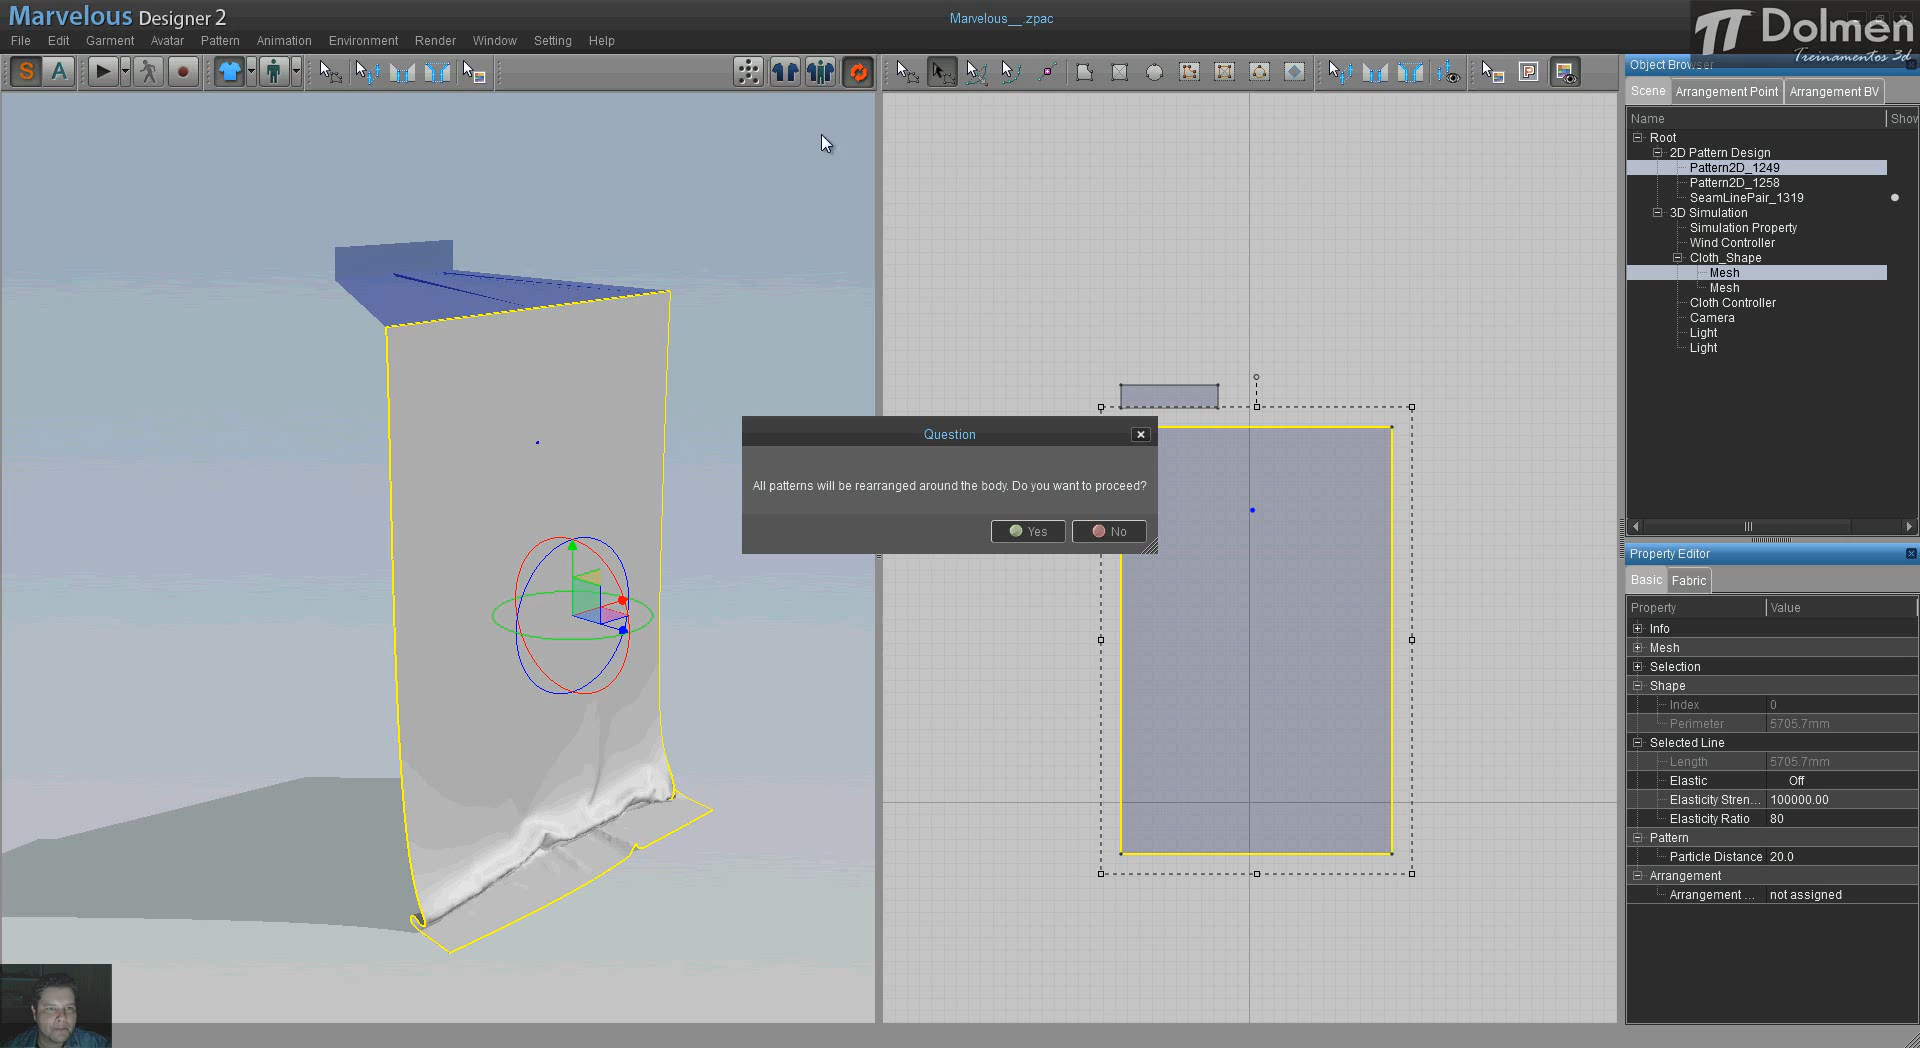 Marvelous Designer 2
Marvelous__.zpac
Dolmen
Treinamentos 3d
File Edit Garment Avatar Pattern Animation Environment Render Window Setting Help
S A
P
Object Browser
Scene Arrangement Point Arrangement BV
Name Show
Root
2D Pattern Design
Pattern2D_1249
Pattern2D_1258
SeamLinePair_1319
3D Simulation
Simulation Property
Wind Controller
Cloth_Shape
Mesh
Mesh
Cloth Controller
Camera
Light
Light
Question
All patterns will be rearranged around the body. Do you want to proceed?
Yes No
Property Editor
Basic Fabric
Property Value
Info
Mesh
Selection
Shape
Index 0
Perimeter 5705.7mm
Selected Line
Length 5705.7mm
Elastic Off
Elasticity Stren... 100000.00
Elasticity Ratio 80
Pattern
Particle Distance 20.0
Arrangement
Arrangement ... not assigned